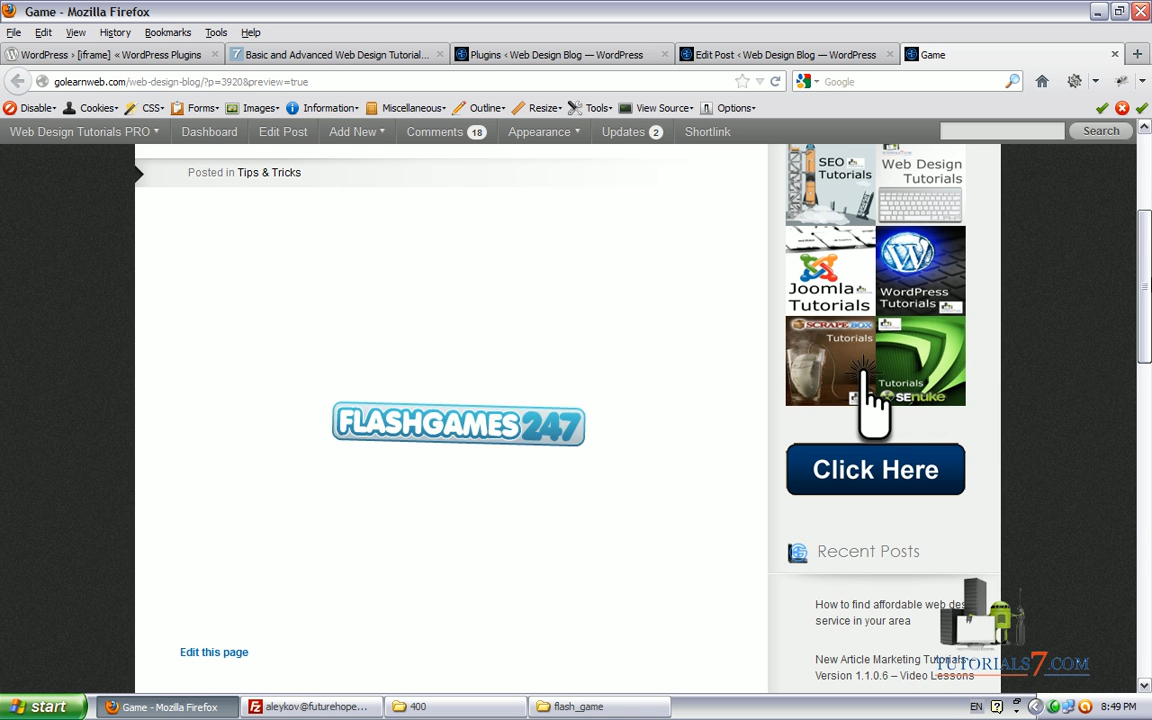 Game - Mozilla Firefox
File Edit View History Bookmarks Tools Help
WordPress › [iframe] « WordPress Plugins
Basic and Advanced Web Design Tutorial...
Plugins ‹ Web Design Blog — WordPress
Edit Post ‹ Web Design Blog — WordPress
Game
golearnweb.com/web-design-blog/?p=3920&preview=true
Google
Disable Cookies CSS Forms Images Information Miscellaneous Outline Resize Tools View Source Options
Web Design Tutorials PRO Dashboard Edit Post Add New Comments 18 Appearance Updates 2 Shortlink Search
Posted in Tips & Tricks
SEO
Tutorials
Web Design
Tutorials
Joomla
Tutorials
WordPress
Tutorials
SCRAPEBOX
Tutorials
Tutorials
SENUKE
FLASHGAMES247
Click Here
Recent Posts
How to find affordable web des
service in your area
New Article Marketing Tutorials
Version 1.1.0.6 – Video Lessons
TUTORIALS7.COM
Edit this page
start
Game - Mozilla Firefox
aleykov@futurehope...
400
flash_game
EN
8:49 PM